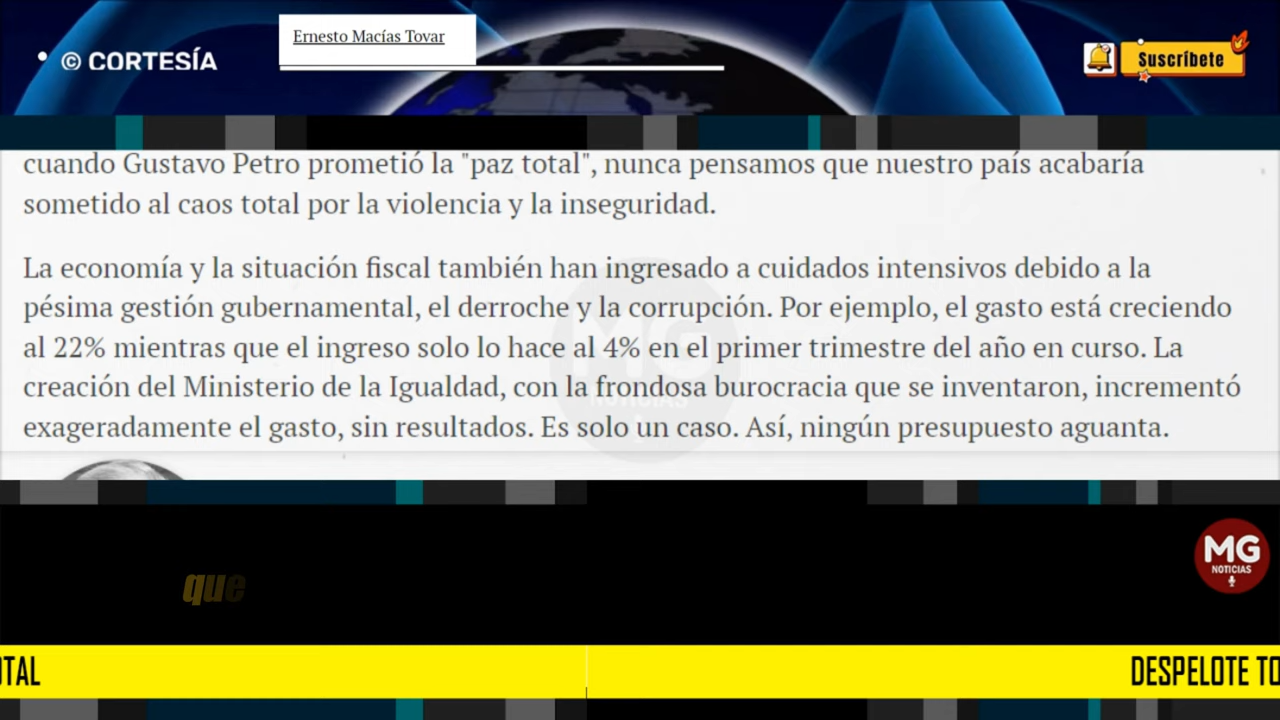 © CORTESÍA
Ernesto Macías Tovar
Suscríbete
cuando Gustavo Petro prometió la "paz total", nunca pensamos que nuestro país acabaría
sometido al caos total por la violencia y la inseguridad.
La economía y la situación fiscal también han ingresado a cuidados intensivos debido a la
pésima gestión gubernamental, el derroche y la corrupción. Por ejemplo, el gasto está creciendo
al 22% mientras que el ingreso solo lo hace al 4% en el primer trimestre del año en curso. La
creación del Ministerio de la Igualdad, con la frondosa burocracia que se inventaron, incrementó
exageradamente el gasto, sin resultados. Es solo un caso. Así, ningún presupuesto aguanta.
MG
NOTICIAS
que
MG
NOTICIAS
OTAL
DESPELOTE TO